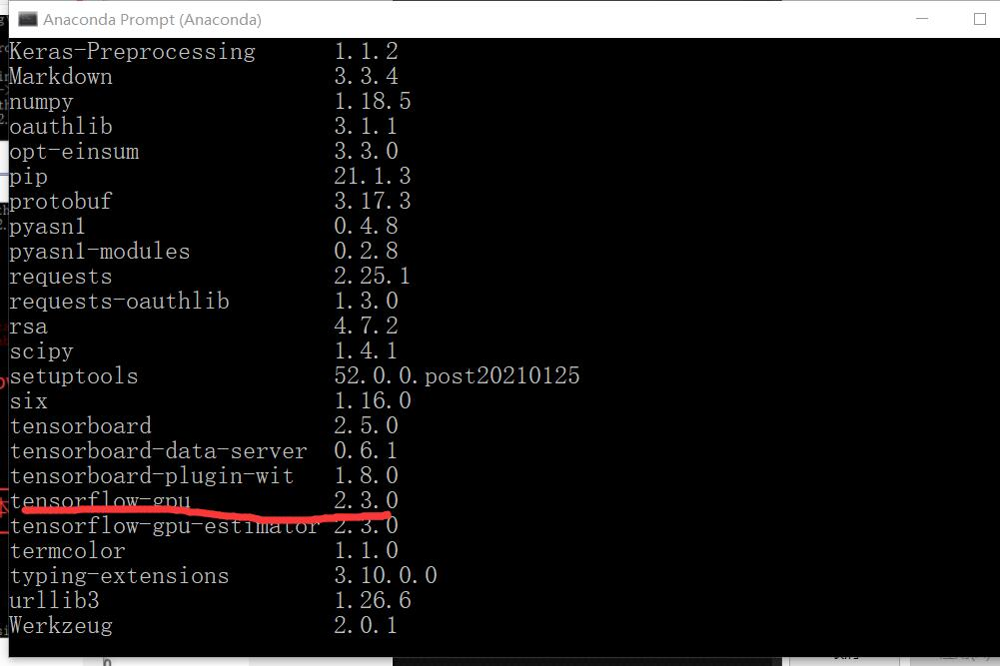 Anaconda Prompt (Anaconda)
Keras-Preprocessing 1.1.2
Markdown 3.3.4
numpy 1.18.5
oauthlib 3.1.1
opt-einsum 3.3.0
pip 21.1.3
protobuf 3.17.3
pyasn1 0.4.8
pyasn1-modules 0.2.8
requests 2.25.1
requests-oauthlib 1.3.0
rsa 4.7.2
scipy 1.4.1
setuptools 52.0.0.post20210125
six 1.16.0
tensorboard 2.5.0
tensorboard-data-server 0.6.1
tensorboard-plugin-wit 1.8.0
tensorflow-gpu 2.3.0
tensorflow-gpu-estimator 2.3.0
termcolor 1.1.0
typing-extensions 3.10.0.0
urllib3 1.26.6
Werkzeug 2.0.1